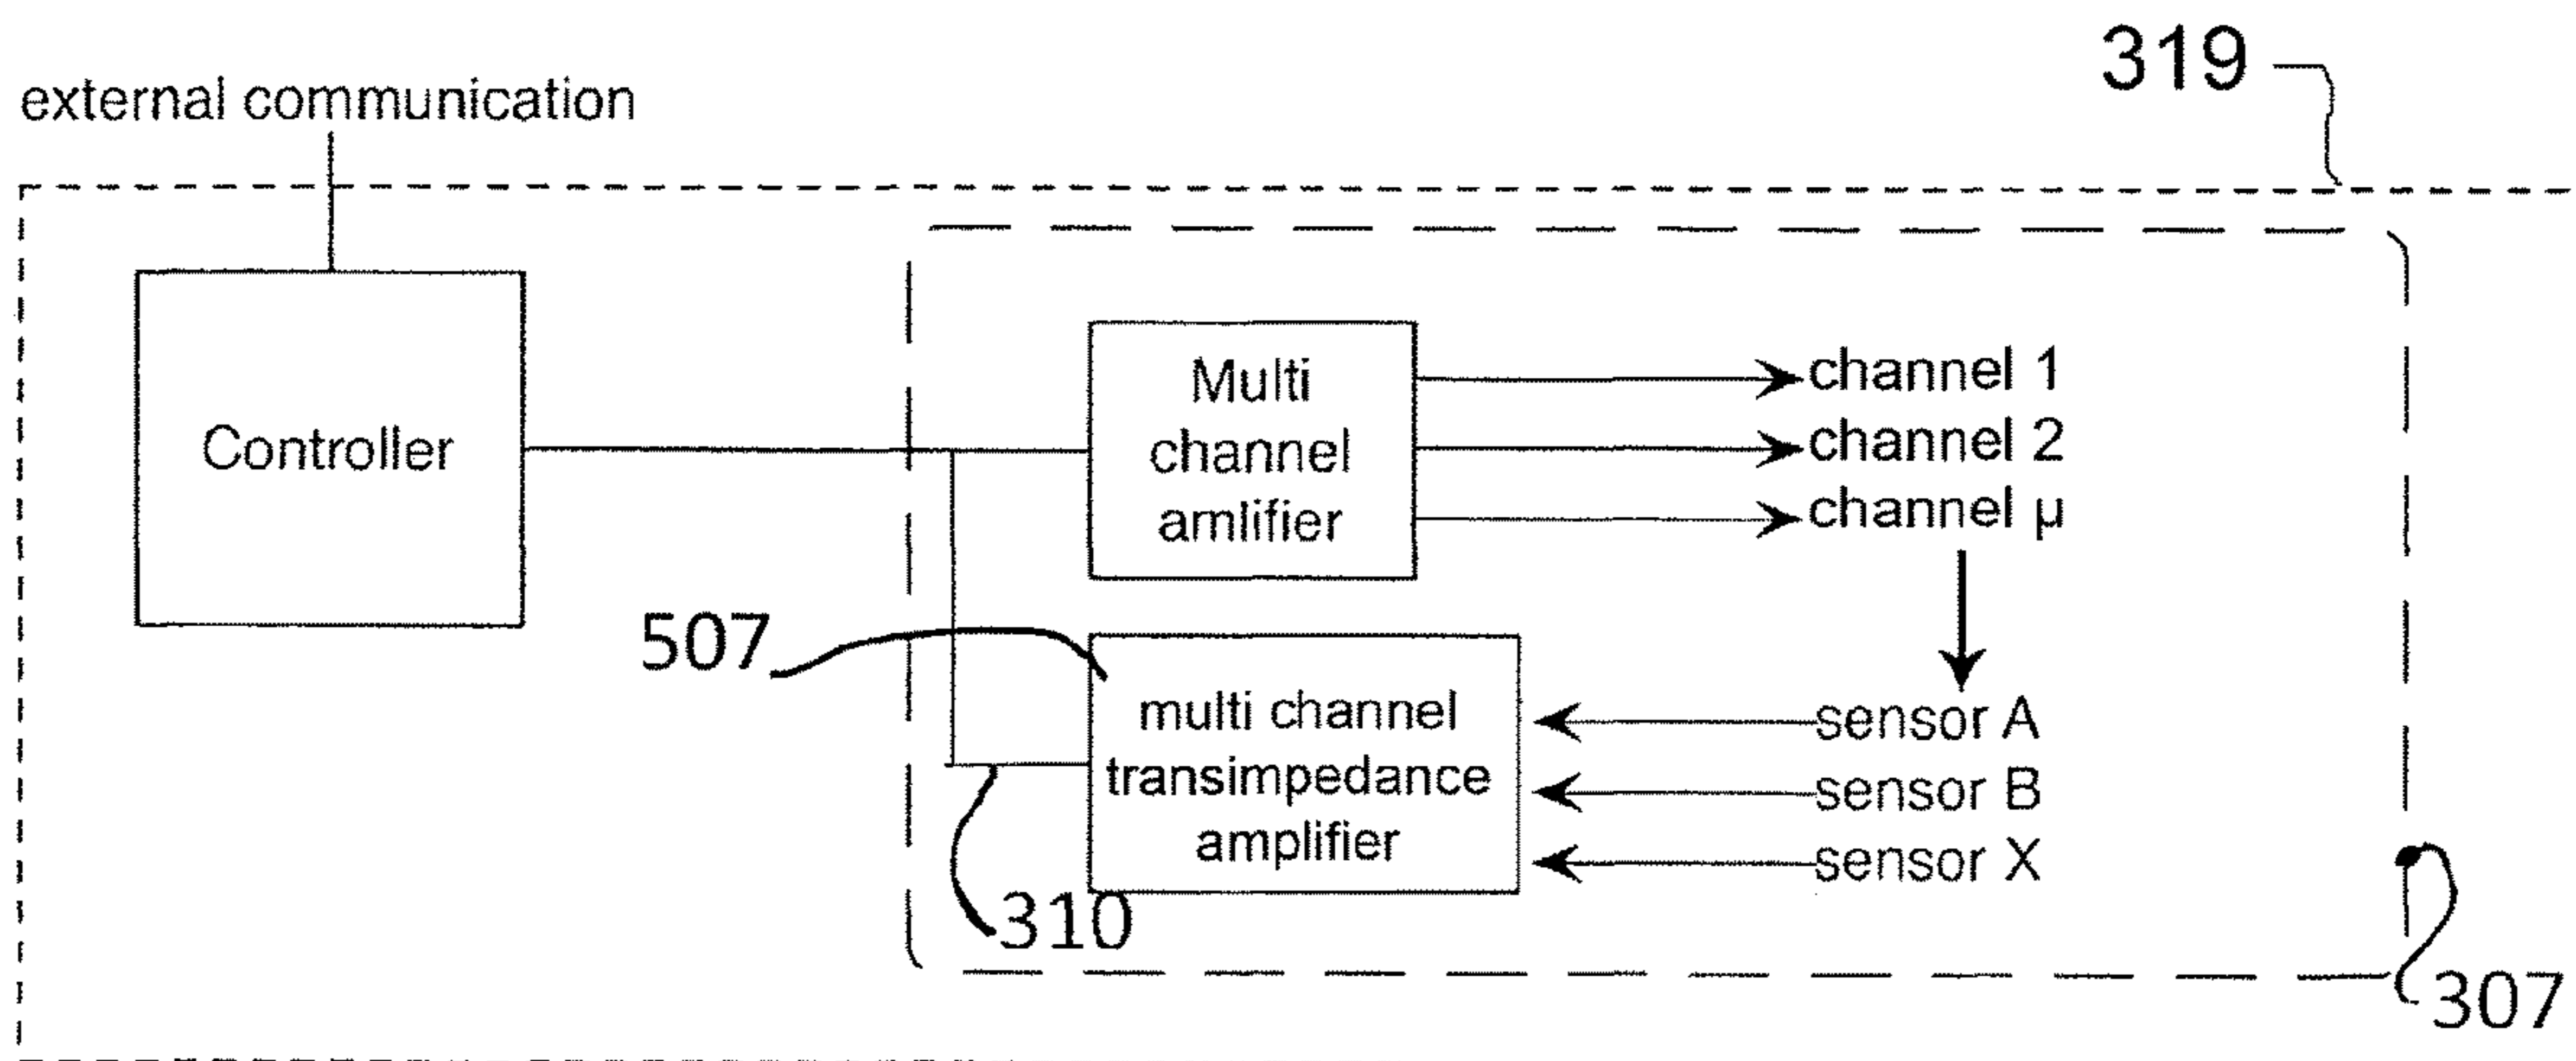 319
external communication
Controller
Multi
channel
amlifier
channel 1
channel 2
channel µ
507
multi channel
transimpedance
amplifier
sensor A
sensor B
sensor X
310
307